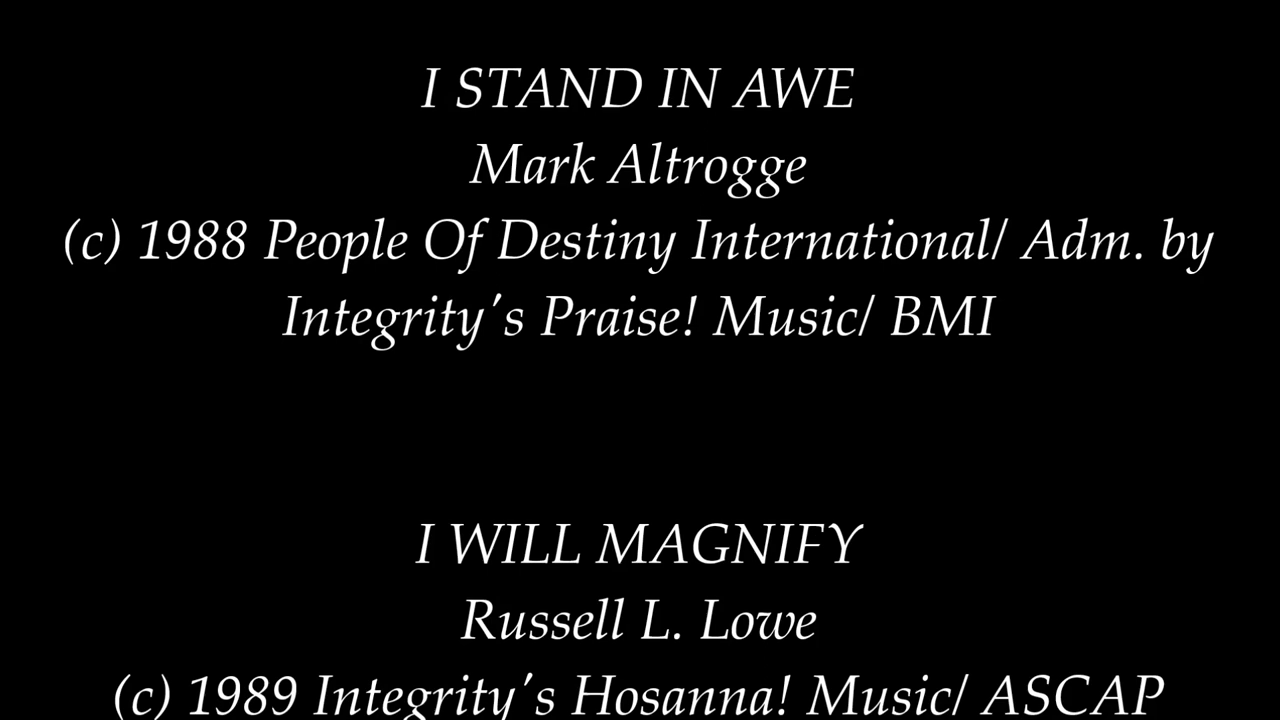 I STAND IN AWE
Mark Altrogge
(c) 1988 People Of Destiny International/ Adm. by
Integrity's Praise! Music/ BMI
I WILL MAGNIFY
Russell L. Lowe
(c) 1989 Integrity's Hosanna! Music/ ASCAP